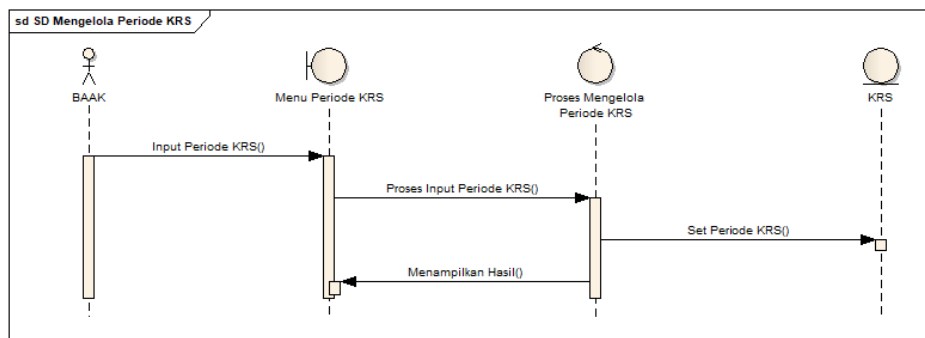 sd SD Mengelola Periode KRS
BAAK
Menu Periode KRS
Proses Mengelola
Periode KRS
KRS
Input Periode KRS()
Proses Input Periode KRS()
Set Periode KRS()
Menampilkan Hasil()